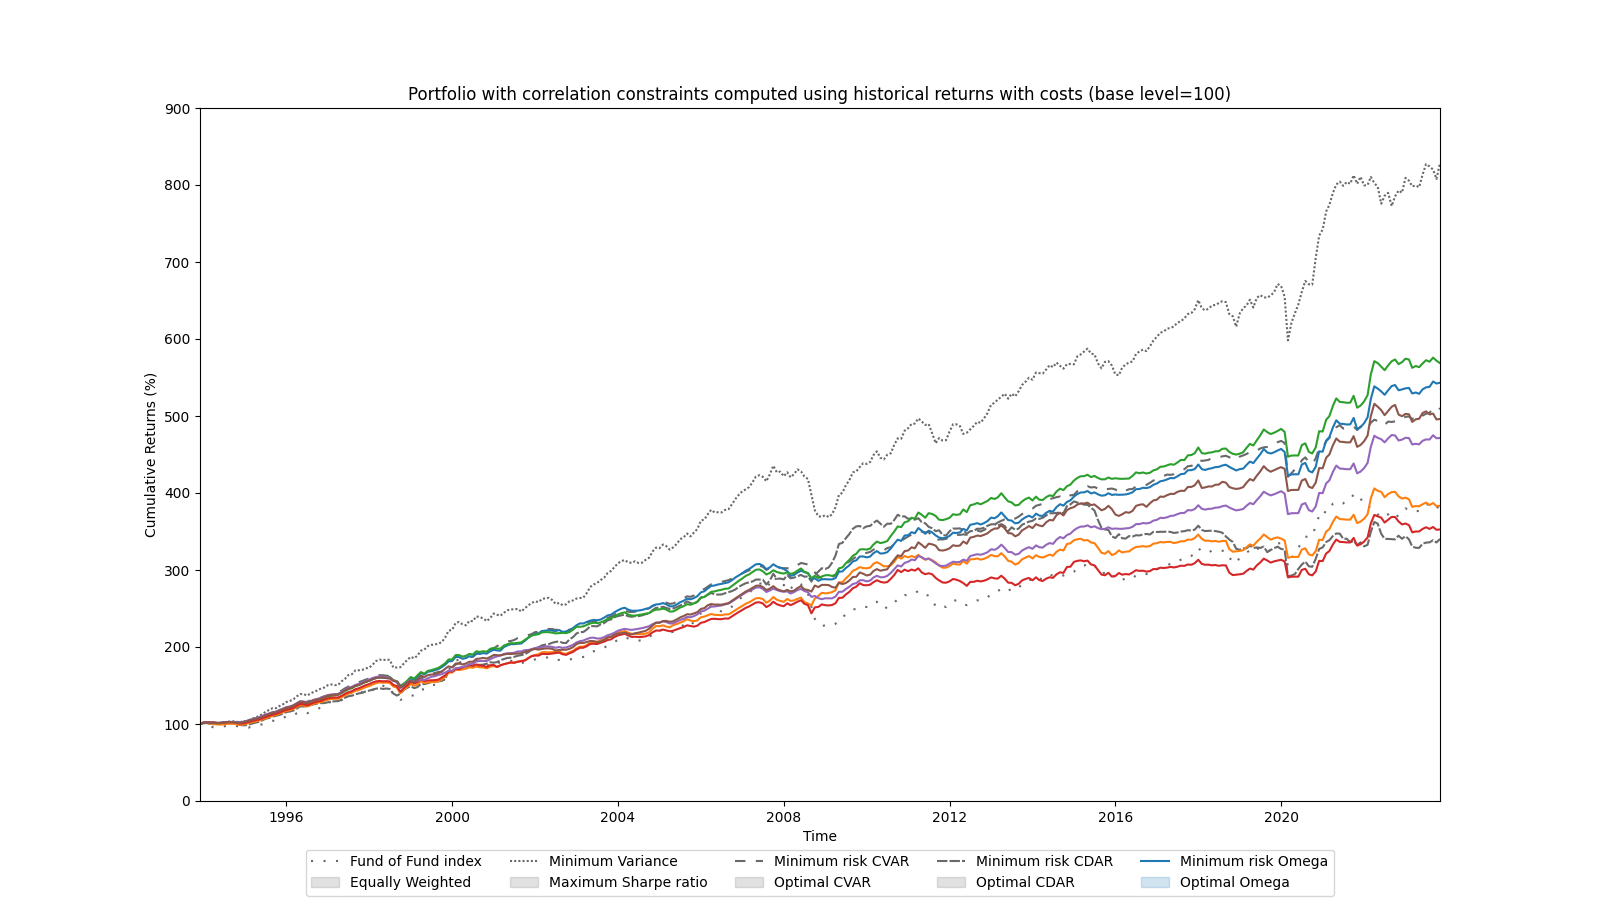 Portfolio with correlation constraints computed using historical returns with costs (base level=100)
900
800
700
600
500
400
300
200
100
0
Cumulative Returns (%)
1996 2000 2004 2008 2012 2016 2020
Time
Fund of Fund index Minimum Variance Minimum risk CVAR Minimum risk CDAR Minimum risk Omega
Equally Weighted Maximum Sharpe ratio Optimal CVAR Optimal CDAR Optimal Omega